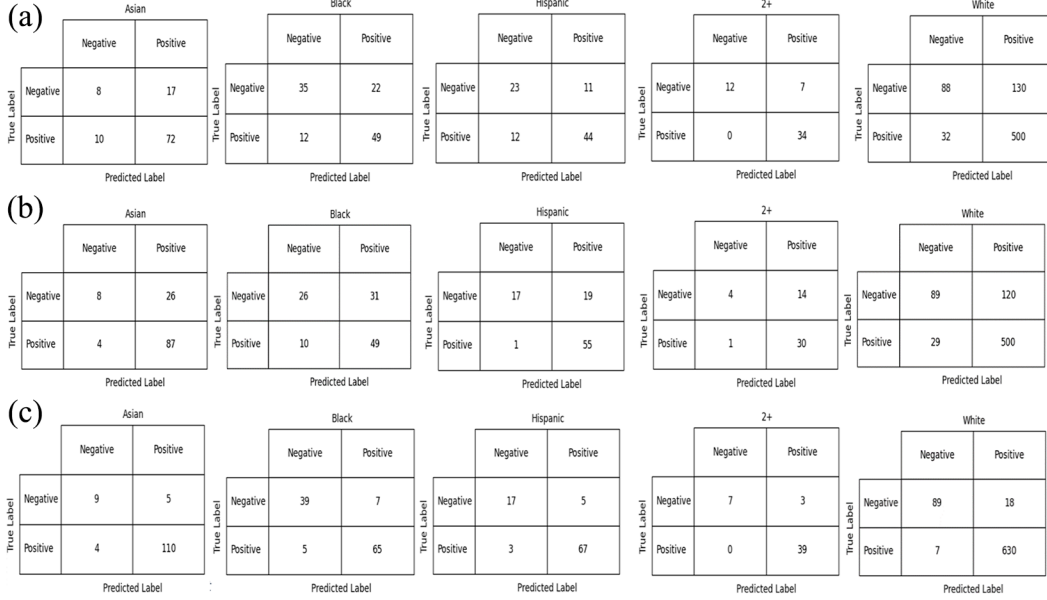 (a)
Asian Black Hispanic 2+ White
Negative Positive Negative Positive Negative Positive Negative Positive Negative Positive
True Label Negative 8 17 True Label Negative 35 22 True Label Negative 23 11 True Label Negative 12 7 True Label Negative 88 130
Positive 10 72 Positive 12 49 Positive 12 44 Positive 0 34 Positive 32 500
Predicted Label Predicted Label Predicted Label Predicted Label Predicted Label
(b)
Asian Black Hispanic 2+ White
Negative Positive Negative Positive Negative Positive Negative Positive Negative Positive
True Label Negative 8 26 True Label Negative 26 31 True Label Negative 17 19 True Label Negative 4 14 True Label Negative 89 120
Positive 4 87 Positive 10 49 Positive 1 55 Positive 1 30 Positive 29 500
Predicted Label Predicted Label Predicted Label Predicted Label Predicted Label
(c)
Asian Black Hispanic 2+ White
Negative Positive Negative Positive Negative Positive Negative Positive Negative Positive
True Label Negative 9 5 True Label Negative 39 7 True Label Negative 17 5 True Label Negative 7 3 True Label Negative 89 18
Positive 4 110 Positive 5 65 Positive 3 67 Positive 0 39 Positive 7 630
Predicted Label Predicted Label Predicted Label Predicted Label Predicted Label